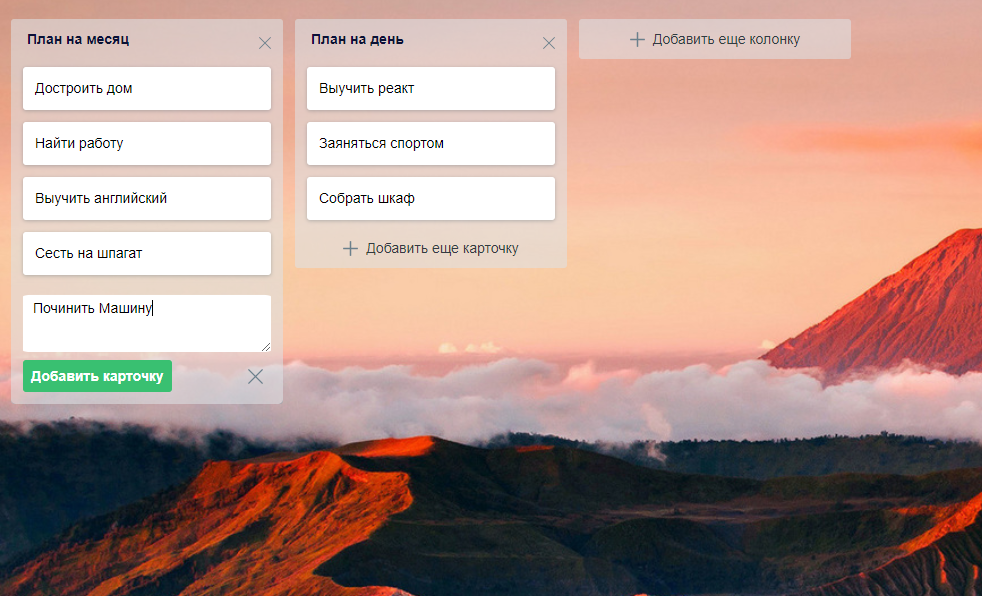 План на месяц
Достроить дом
Найти работу
Выучить английский
Сесть на шпагат
Починить Машину
Добавить карточку
План на день
Выучить реакт
Заяняться спортом
Собрать шкаф
Добавить еще карточку
Добавить еще колонку